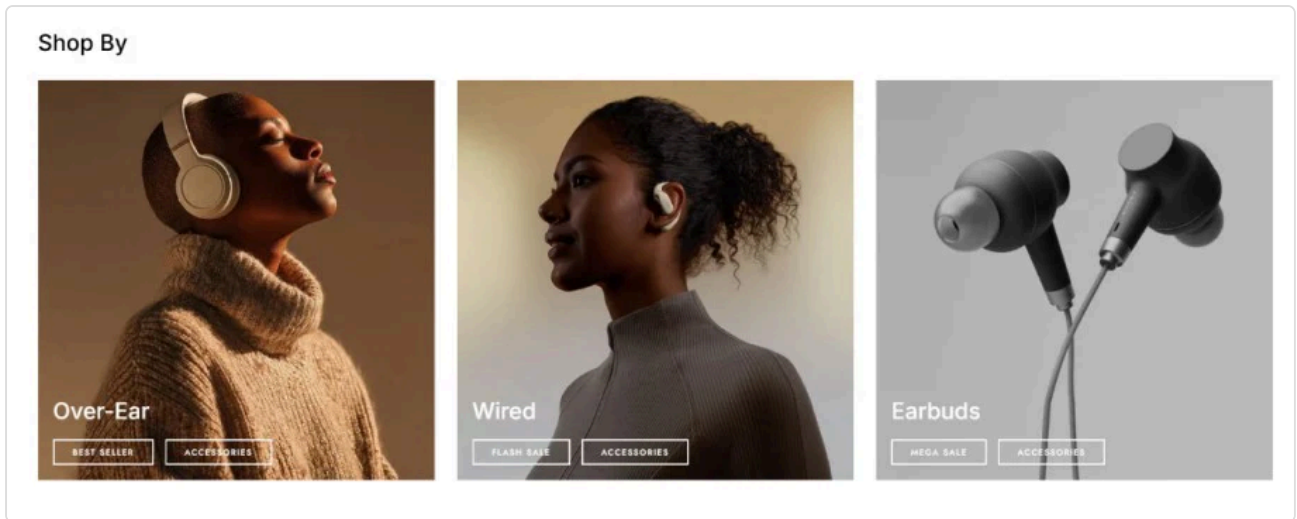 Shop By
Over-Ear
BEST SELLER
ACCESSORIES
Wired
FLASH SALE
ACCESSORIES
Earbuds
MEGA SALE
ACCESSORIES